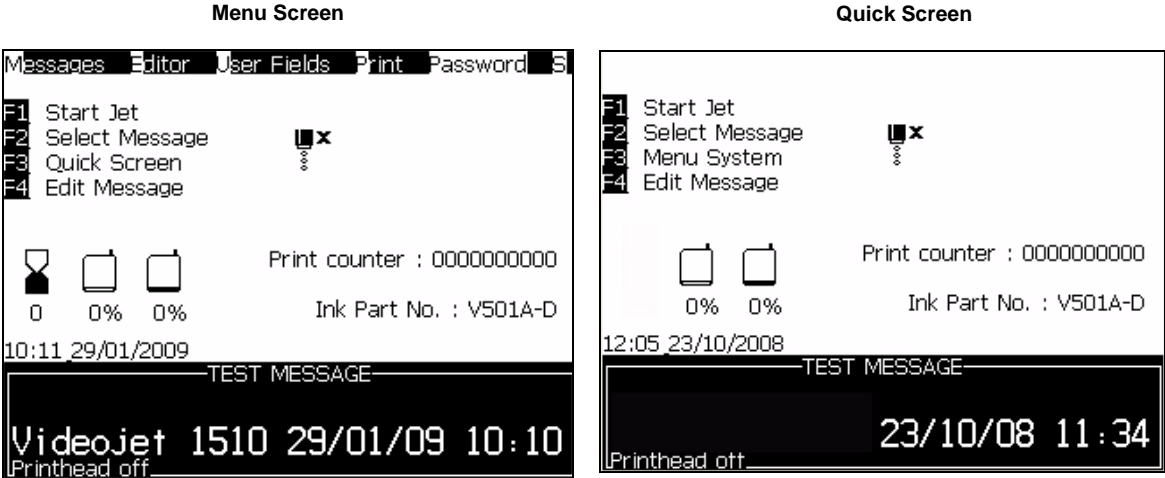 Menu Screen
Messages Editor User Fields Print Password S
F1 Start Jet
F2 Select Message
F3 Quick Screen
F4 Edit Message
Print counter : 0000000000
0 0% 0% Ink Part No. : V501A-D
10:11 29/01/2009
TEST MESSAGE
Videojet 1510 29/01/09 10:10
Printhead off
Quick Screen
F1 Start Jet
F2 Select Message
F3 Menu System
F4 Edit Message
Print counter : 0000000000
0% 0% Ink Part No. : V501A-D
12:05 23/10/2008
TEST MESSAGE
23/10/08 11:34
Printhead off